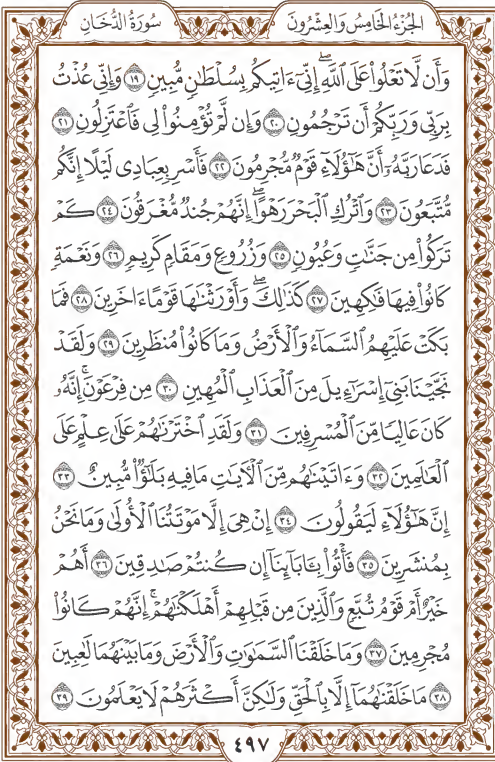 سُورَةُ الدُّخَانِ الجُزْءُ الخَامِسُ وَالعِشْرُونَ
وَأَن لَّا تَعْلُوا۟ عَلَى ٱللَّهِ ۖ إِنِّىٓ ءَاتِيكُم بِسُلْطَـٰنٍ مُّبِينٍ ۝١٩ وَإِنِّى عُذْتُ
بِرَبِّى وَرَبِّكُمْ أَن تَرْجُمُونِ ۝٢٠ وَإِن لَّمْ تُؤْمِنُوا۟ لِى فَٱعْتَزِلُونِ ۝٢١
فَدَعَا رَبَّهُۥٓ أَنَّ هَـٰٓؤُلَآءِ قَوْمٌ مُّجْرِمُونَ ۝٢٢ فَأَسْرِ بِعِبَادِى لَيْلًا إِنَّكُم
مُّتَّبَعُونَ ۝٢٣ وَٱتْرُكِ ٱلْبَحْرَ رَهْوًا ۖ إِنَّهُمْ جُندٌ مُّغْرَقُونَ ۝٢٤ كَمْ
تَرَكُوا۟ مِن جَنَّـٰتٍ وَعُيُونٍ ۝٢٥ وَزُرُوعٍ وَمَقَامٍ كَرِيمٍ ۝٢٦ وَنَعْمَةٍ
كَانُوا۟ فِيهَا فَـٰكِهِينَ ۝٢٧ كَذَٰلِكَ ۖ وَأَوْرَثْنَـٰهَا قَوْمًا ءَاخَرِينَ ۝٢٨ فَمَا
بَكَتْ عَلَيْهِمُ ٱلسَّمَآءُ وَٱلْأَرْضُ وَمَا كَانُوا۟ مُنظَرِينَ ۝٢٩ وَلَقَدْ
نَجَّيْنَا بَنِىٓ إِسْرَٰٓءِيلَ مِنَ ٱلْعَذَابِ ٱلْمُهِينِ ۝٣٠ مِن فِرْعَوْنَ ۚ إِنَّهُۥ
كَانَ عَالِيًا مِّنَ ٱلْمُسْرِفِينَ ۝٣١ وَلَقَدِ ٱخْتَرْنَـٰهُمْ عَلَىٰ عِلْمٍ عَلَى
ٱلْعَـٰلَمِينَ ۝٣٢ وَءَاتَيْنَـٰهُم مِّنَ ٱلْـَٔايَـٰتِ مَا فِيهِ بَلَـٰٓؤٌا۟ مُّبِينٌ ۝٣٣
إِنَّ هَـٰٓؤُلَآءِ لَيَقُولُونَ ۝٣٤ إِنْ هِىَ إِلَّا مَوْتَتُنَا ٱلْأُولَىٰ وَمَا نَحْنُ
بِمُنشَرِينَ ۝٣٥ فَأْتُوا۟ بِـَٔابَآئِنَآ إِن كُنتُمْ صَـٰدِقِينَ ۝٣٦ أَهُمْ
خَيْرٌ أَمْ قَوْمُ تُبَّعٍ وَٱلَّذِينَ مِن قَبْلِهِمْ ۚ أَهْلَكْنَـٰهُمْ ۖ إِنَّهُمْ كَانُوا۟
مُجْرِمِينَ ۝٣٧ وَمَا خَلَقْنَا ٱلسَّمَـٰوَٰتِ وَٱلْأَرْضَ وَمَا بَيْنَهُمَا لَـٰعِبِينَ
۝٣٨ مَا خَلَقْنَـٰهُمَآ إِلَّا بِٱلْحَقِّ وَلَـٰكِنَّ أَكْثَرَهُمْ لَا يَعْلَمُونَ ۝٣٩
٤٩٧